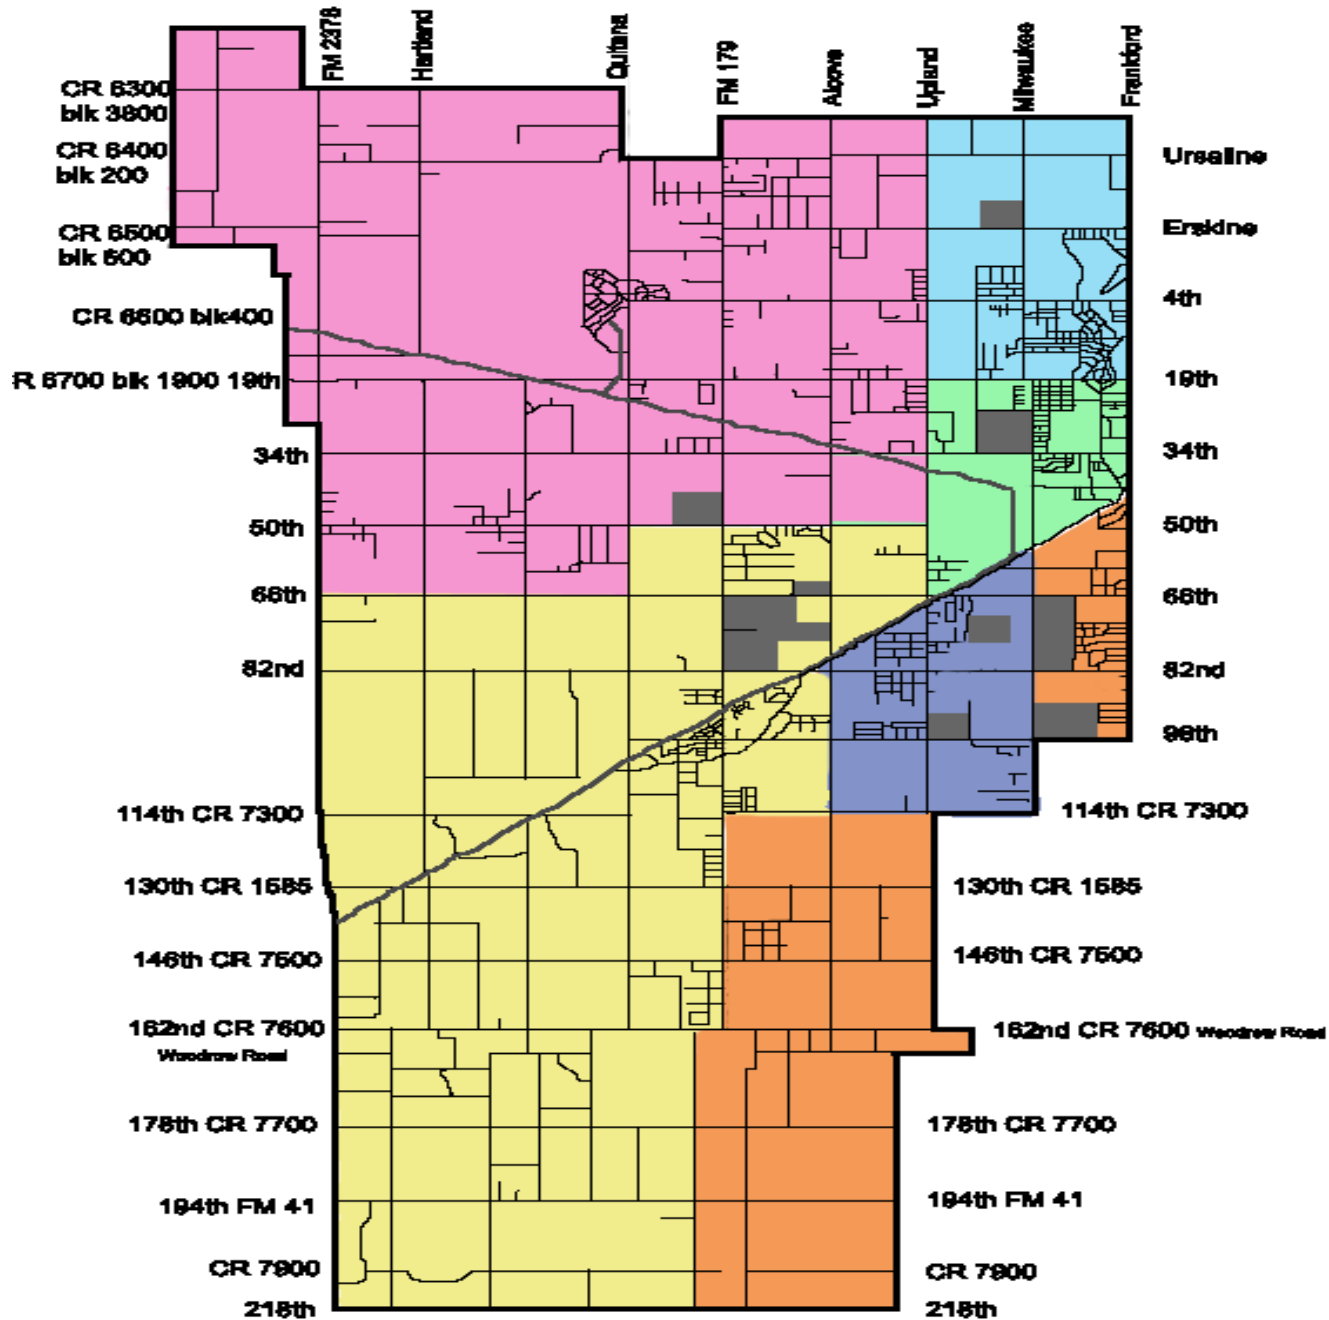 FM 2378
Hartland
Quitana
FM 179
Alcove
Upland
Milwaukee
Frankford
CR 6300
blk 3800
CR 6400
blk 200
CR 6500
blk 600
CR 6600 blk400
R 6700 blk 1900 19th
34th
50th
66th
82nd
114th CR 7300
130th CR 1585
146th CR 7500
162nd CR 7600
Woodrow Road
178th CR 7700
194th FM 41
CR 7900
218th
Ursaline
Erskine
4th
19th
34th
50th
66th
82nd
98th
114th CR 7300
130th CR 1585
146th CR 7500
162nd CR 7600 Woodrow Road
178th CR 7700
194th FM 41
CR 7900
218th